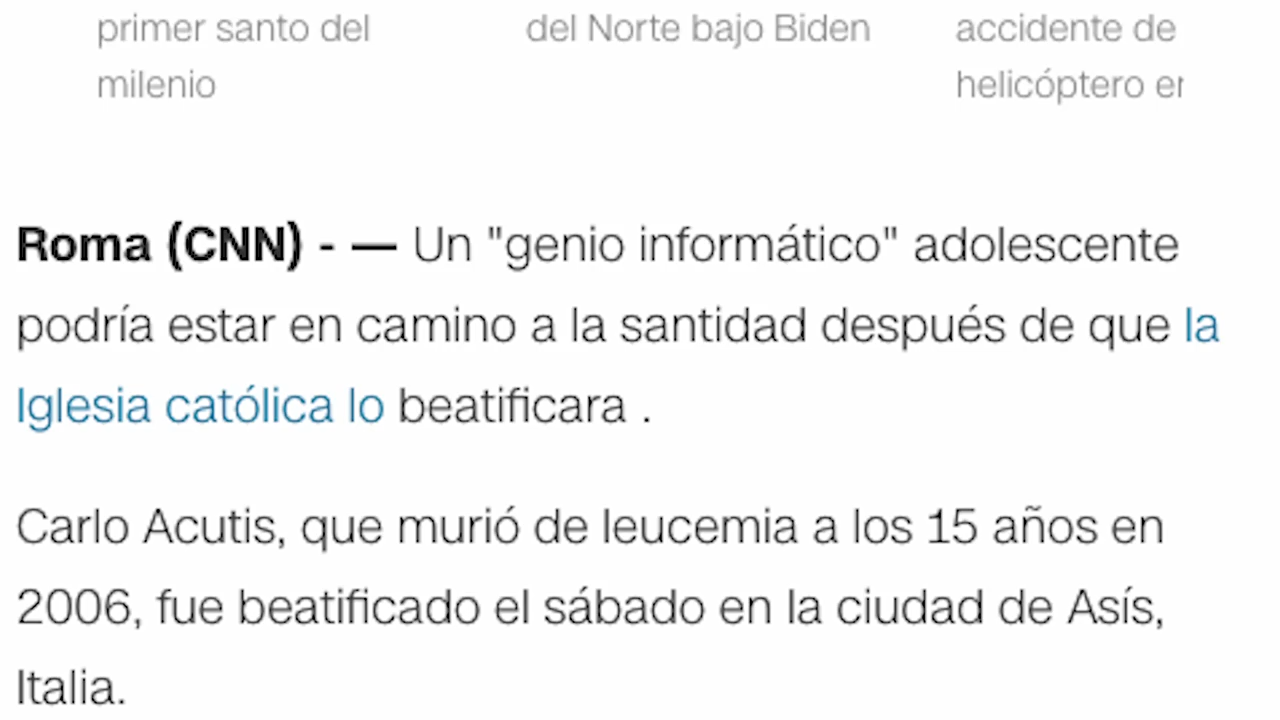 primer santo del
milenio
del Norte bajo Biden
accidente de
helicóptero
Roma (CNN) - — Un "genio informático" adolescente
podría estar en camino a la santidad después de que la
Iglesia católica lo beatificara .
Carlo Acutis, que murió de leucemia a los 15 años en
2006, fue beatificado el sábado en la ciudad de Asís,
Italia.